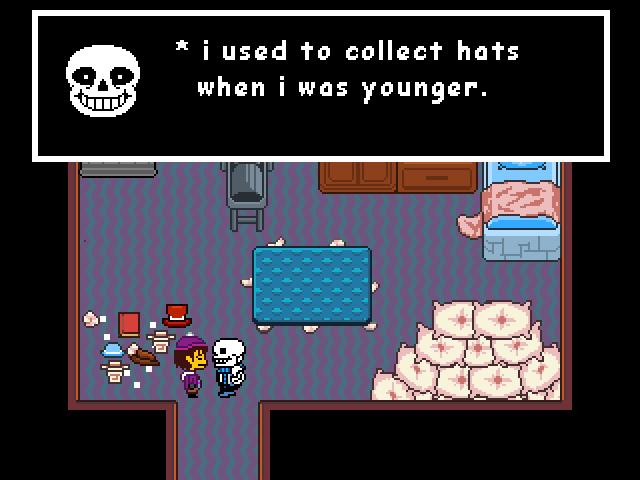 * i used to collect hats
when i was younger.